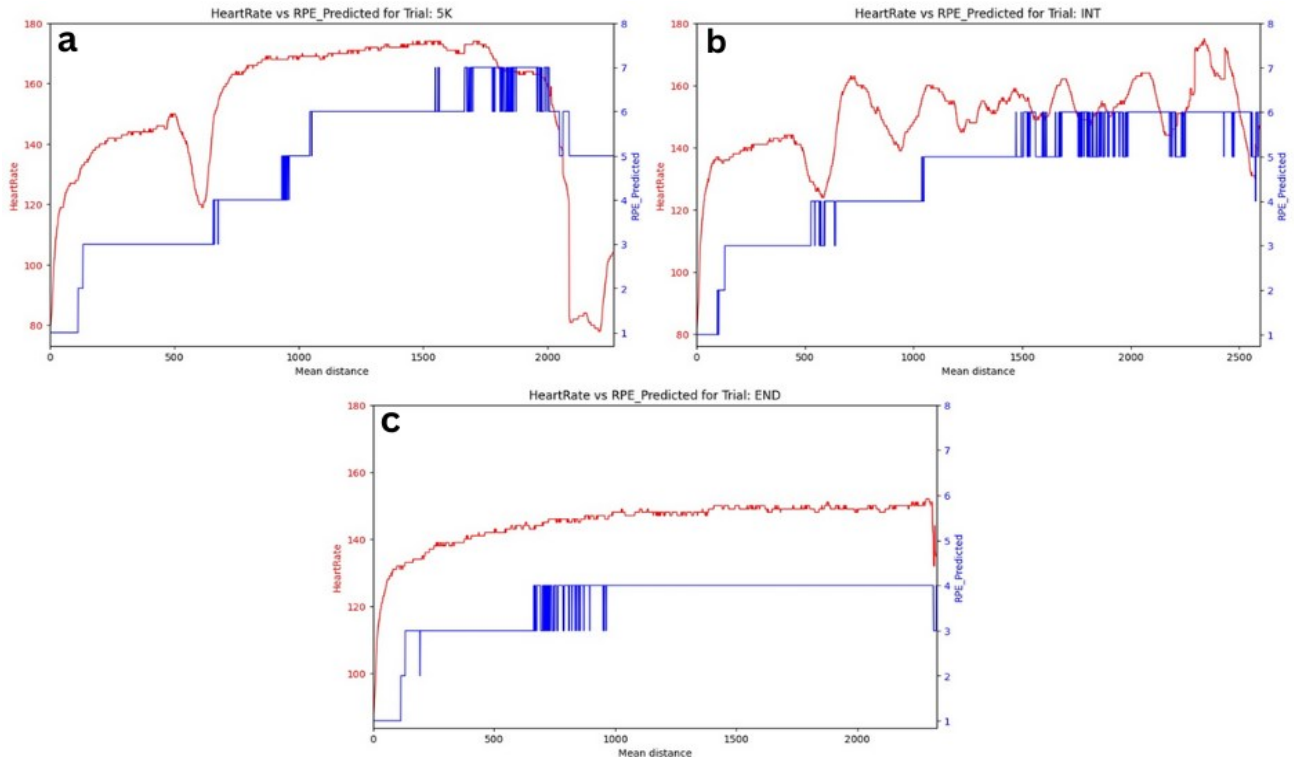 HeartRate vs RPE_Predicted for Trial: 5K
a
180
160
140
120
100
80
HeartRate
8
7
6
5
4
3
2
1
RPE_Predicted
0 500 1000 1500 2000
Mean distance
HeartRate vs RPE_Predicted for Trial: INT
b
180
160
140
120
100
80
HeartRate
8
7
6
5
4
3
2
1
RPE_Predicted
0 500 1000 1500 2000 2500
Mean distance
HeartRate vs RPE_Predicted for Trial: END
c
180
160
140
120
100
HeartRate
8
7
6
5
4
3
2
1
RPE_Predicted
0 500 1000 1500 2000
Mean distance